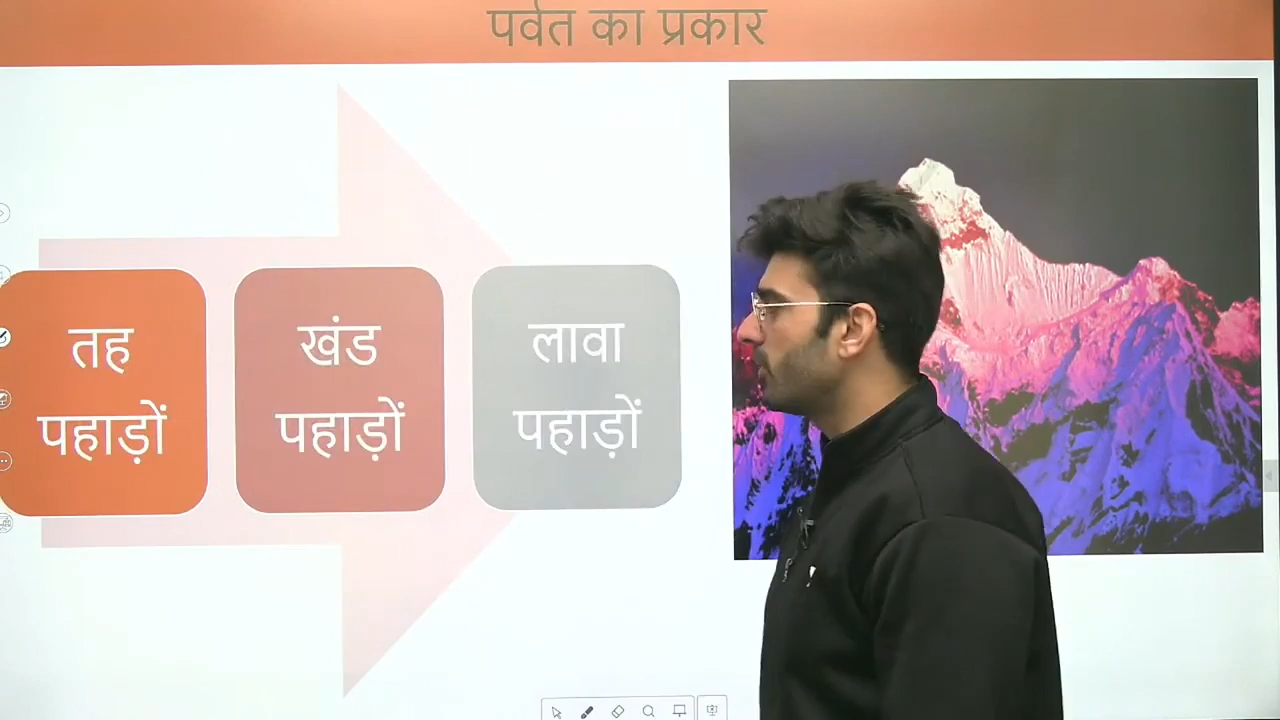 पर्वत का प्रकार
तह
पहाड़ों
खंड
पहाड़ों
लावा
पहाड़ों